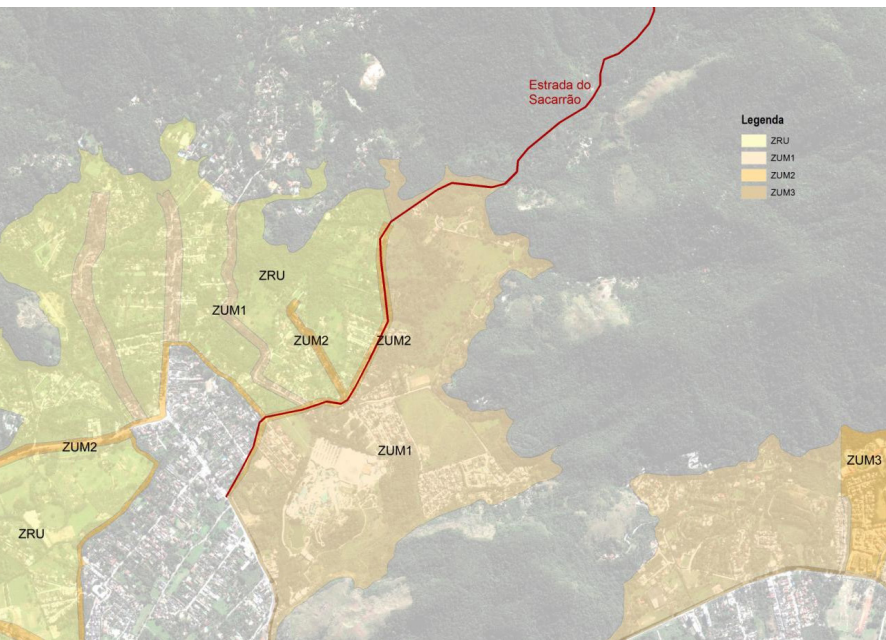 Estrada do
Sacarrão
Legenda
ZRU
ZUM1
ZUM2
ZUM3
ZRU
ZUM1
ZUM2
ZUM2
ZUM2
ZUM1
ZUM3
ZRU